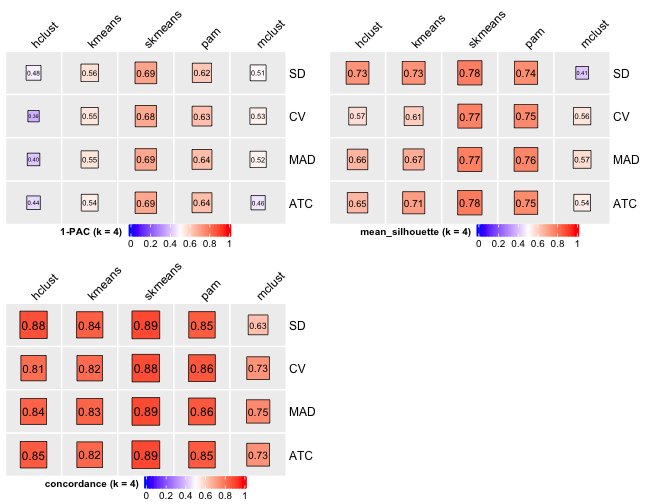 hclust kmeans skmeans pam mclust
0.48 0.56 0.69 0.62 0.51 SD
0.36 0.55 0.68 0.63 0.53 CV
0.40 0.55 0.69 0.64 0.52 MAD
0.44 0.54 0.69 0.64 0.46 ATC
1-PAC (k = 4)
0 0.2 0.4 0.6 0.8 1
hclust kmeans skmeans pam mclust
0.73 0.73 0.78 0.74 0.41 SD
0.57 0.61 0.77 0.75 0.56 CV
0.66 0.67 0.77 0.76 0.57 MAD
0.65 0.71 0.78 0.75 0.54 ATC
mean_silhouette (k = 4)
0 0.2 0.4 0.6 0.8 1
hclust kmeans skmeans pam mclust
0.88 0.84 0.89 0.85 0.63 SD
0.81 0.82 0.88 0.86 0.73 CV
0.84 0.83 0.89 0.86 0.75 MAD
0.85 0.82 0.89 0.85 0.73 ATC
concordance (k = 4)
0 0.2 0.4 0.6 0.8 1